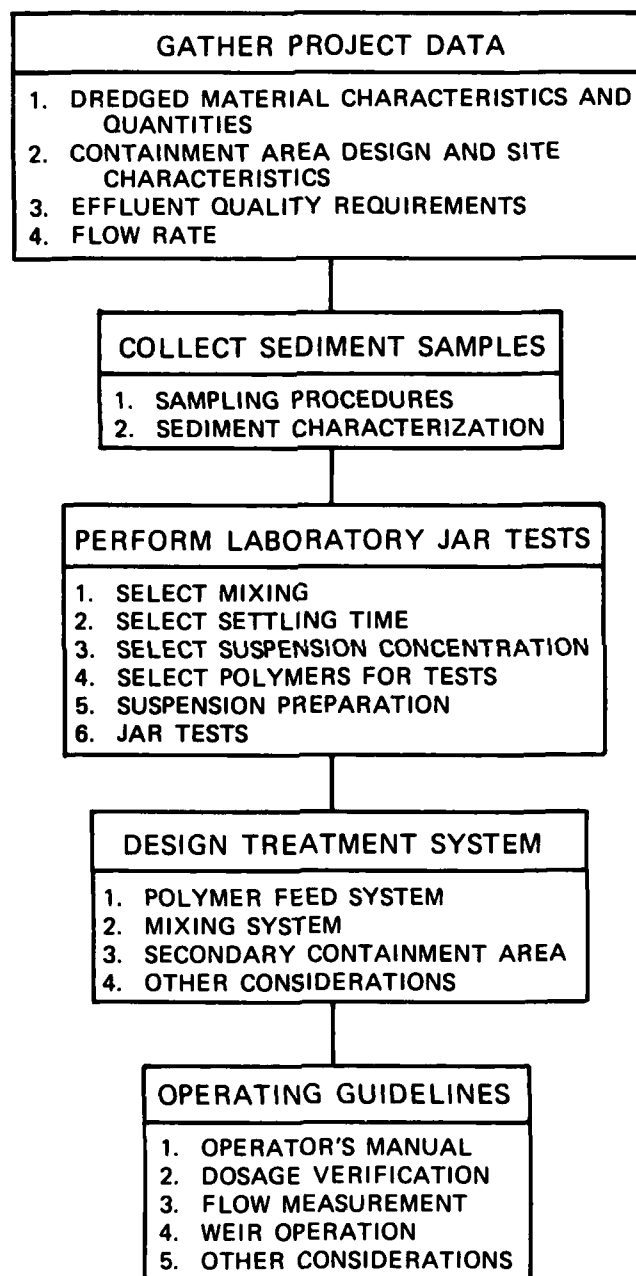 GATHER PROJECT DATA
1. DREDGED MATERIAL CHARACTERISTICS AND
QUANTITIES
2. CONTAINMENT AREA DESIGN AND SITE
CHARACTERISTICS
3. EFFLUENT QUALITY REQUIREMENTS
4. FLOW RATE
COLLECT SEDIMENT SAMPLES
1. SAMPLING PROCEDURES
2. SEDIMENT CHARACTERIZATION
PERFORM LABORATORY JAR TESTS
1. SELECT MIXING
2. SELECT SETTLING TIME
3. SELECT SUSPENSION CONCENTRATION
4. SELECT POLYMERS FOR TESTS
5. SUSPENSION PREPARATION
6. JAR TESTS
DESIGN TREATMENT SYSTEM
1. POLYMER FEED SYSTEM
2. MIXING SYSTEM
3. SECONDARY CONTAINMENT AREA
4. OTHER CONSIDERATIONS
OPERATING GUIDELINES
1. OPERATOR'S MANUAL
2. DOSAGE VERIFICATION
3. FLOW MEASUREMENT
4. WEIR OPERATION
5. OTHER CONSIDERATIONS